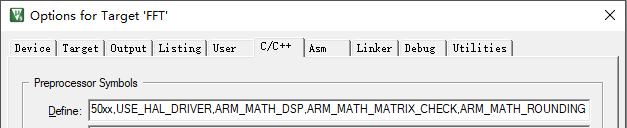 Options for Target 'FFT'
Device Target Output Listing User C/C++ Asm Linker Debug Utilities
Preprocessor Symbols
Define: 50xx,USE_HAL_DRIVER,ARM_MATH_DSP,ARM_MATH_MATRIX_CHECK,ARM_MATH_ROUNDING